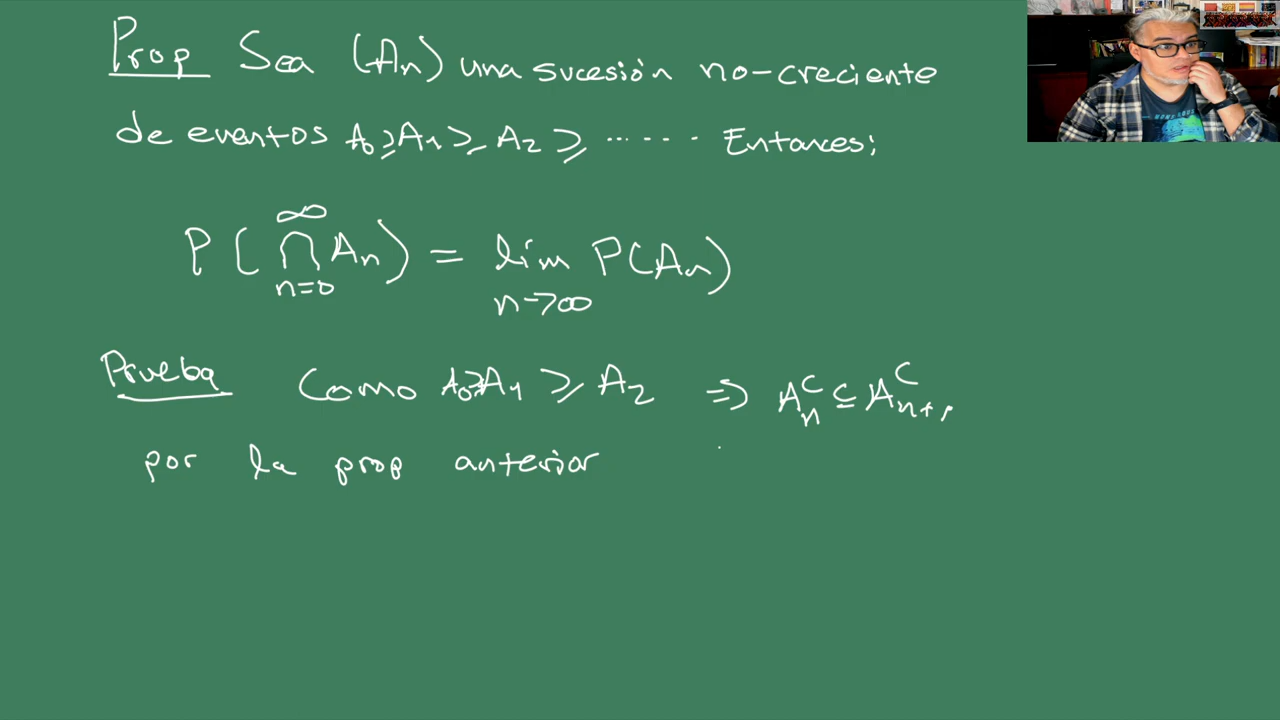 Prop Sea (An) una sucesión no-creciente
de eventos A₀ ≥ A₁ ≥ A₂ ≥ ...... Entonces:
P( ∞⋂n=0 An ) = lím n→∞ P(An)
Prueba Como A₀ ≥ A₁ ≥ A₂ ⇒ Aₙᶜ ⊆ Aₙ₊₁ᶜ
por la prop anterior